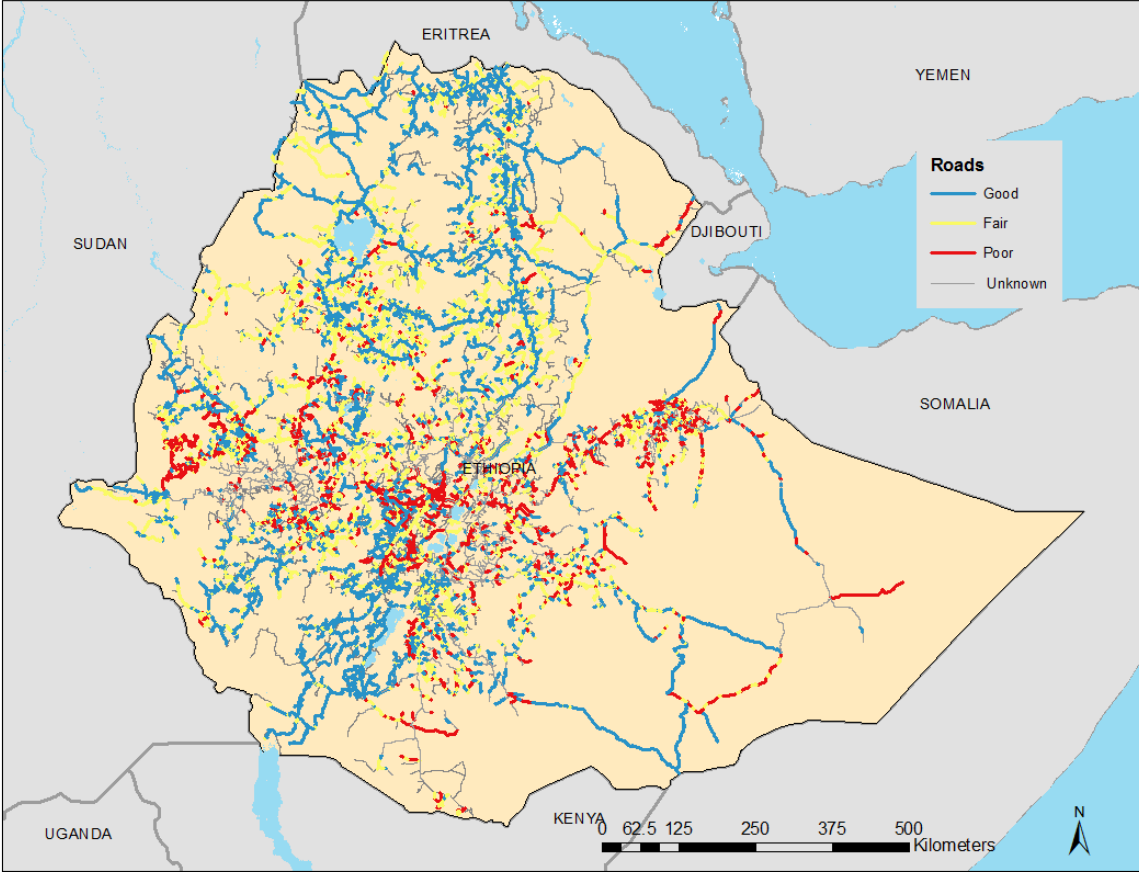 ERITREA
YEMEN
Roads
Good
Fair
Poor
Unknown
SUDAN
DJIBOUTI
SOMALIA
ETHIOPIA
UGANDA
KENYA
0 62.5 125 250 375 500
Kilometers
N